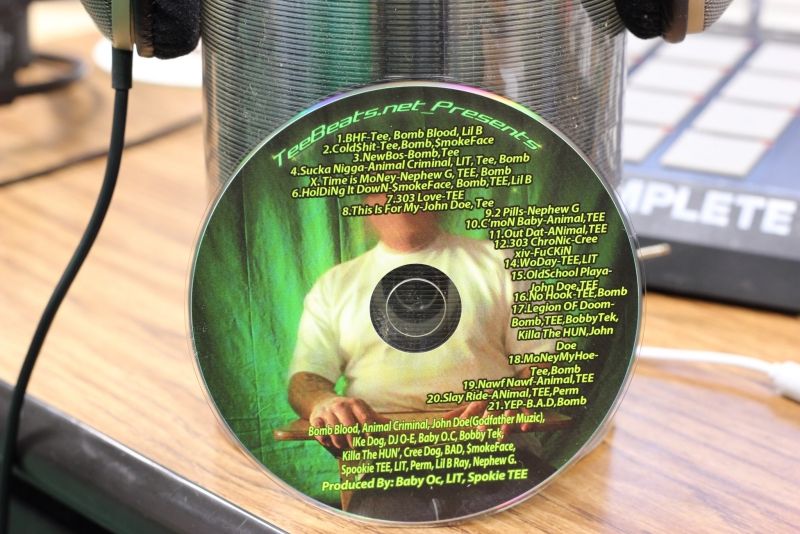 TeeBeats.net_Presents
1.BHF-Tee, Bomb Blood, Lil B
2.Cold$hit-Tee,Bomb,$mokeFace
3.NewBos-Bomb,Tee
4.Sucka Nigga-Animal Criminal, LIT, Tee, Bomb
X.Time is MoNey-Nephew G, TEE, Bomb
6.HolDiNg It DowN-$mokeFace, Bomb,TEE,Lil B
7.303 Love-TEE
8.This Is For My-John Doe, Tee
9.2 Pills-Nephew G
10.C'moN Baby-Animal,TEE
11.Out Dat-ANimal,TEE
12.303 ChroNic-Cree
xiv-FuCKiN
14.WoDay-TEE,LIT
15.OldSchool Playa-
John Doe,TEE
16.No Hook-TEE,Bomb
17.Legion OF Doom-
Bomb,TEE,BobbyTek,
Killa The HUN,John
Doe
18.MoNeyMyHoe-
Tee,Bomb
19.Nawf Nawf-Animal,TEE
20.Slay Ride-ANimal,TEE,Perm
21.YEP-B.A.D,Bomb
Bomb Blood, Animal Criminal, John Doe(Godfather Muzic),
IKe Dog, DJ O-E, Baby O.C, Bobby Tek,
Killa The HUN', Cree Dog, BAD, $mokeFace,
Spookie TEE, LIT, Perm, Lil B Ray, Nephew G.
Produced By: Baby Oc, LIT, Spokie TEE
MPLETE